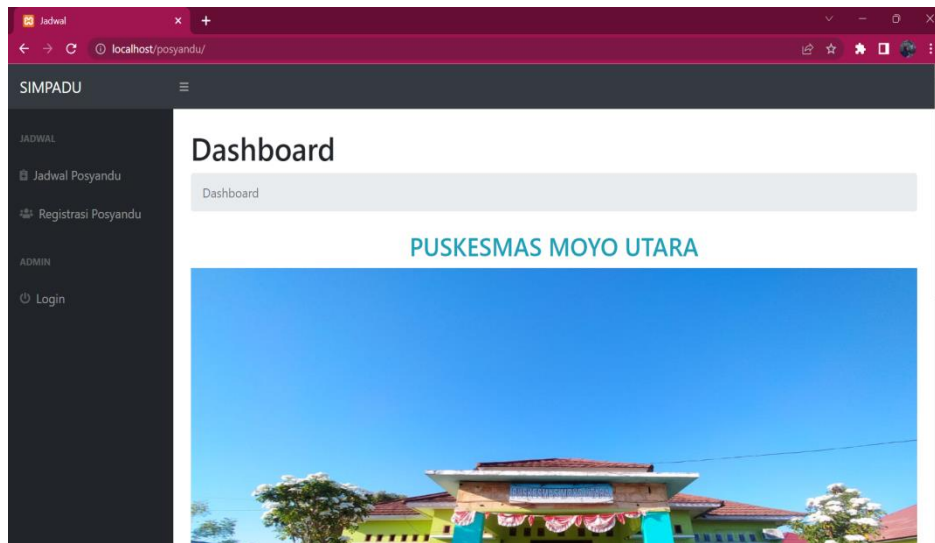 Jadwal
localhost/posyandu/
SIMPADU
JADWAL
Jadwal Posyandu
Registrasi Posyandu
ADMIN
Login
Dashboard
Dashboard
PUSKESMAS MOYO UTARA